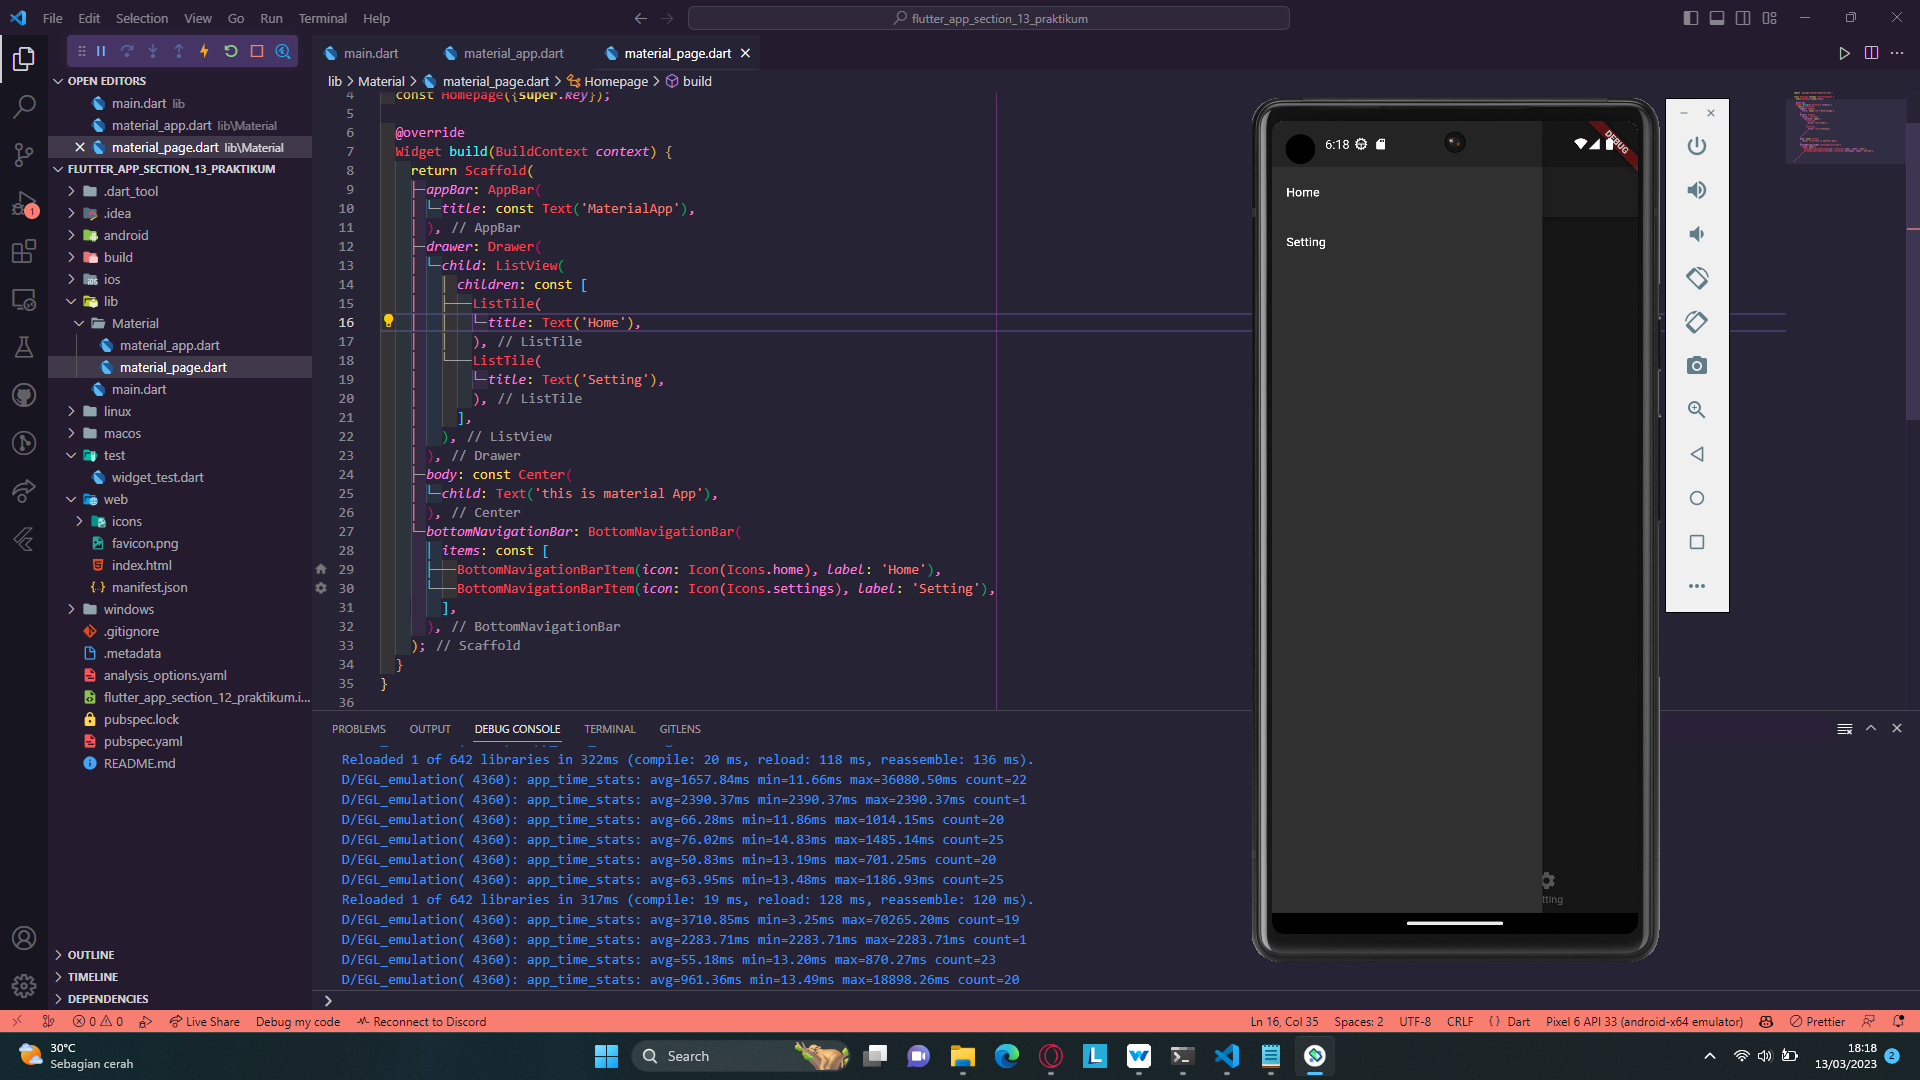 File Edit Selection View Go Run Terminal Help
flutter_app_section_13_praktikum
main.dart
material_app.dart
material_page.dart
OPEN EDITORS
main.dart lib
material_app.dart lib\Material
material_page.dart lib\Material
FLUTTER_APP_SECTION_13_PRAKTIKUM
.dart_tool
.idea
android
build
ios
lib
Material
material_app.dart
material_page.dart
main.dart
linux
macos
test
widget_test.dart
web
icons
favicon.png
index.html
manifest.json
windows
.gitignore
.metadata
analysis_options.yaml
flutter_app_section_12_praktikum.i...
pubspec.lock
pubspec.yaml
README.md
OUTLINE
TIMELINE
DEPENDENCIES
1
lib > Material > material_page.dart > Homepage > build
4 const Homepage({super.key});
5
6 @override
7 Widget build(BuildContext context) {
8 return Scaffold(
9 appBar: AppBar(
10 title: const Text('MaterialApp'),
11 ), // AppBar
12 drawer: Drawer(
13 child: ListView(
14 children: const [
15 ListTile(
16 title: Text('Home'),
17 ), // ListTile
18 ListTile(
19 title: Text('Setting'),
20 ), // ListTile
21 ],
22 ), // ListView
23 ), // Drawer
24 body: const Center(
25 child: Text('this is material App'),
26 ), // Center
27 bottomNavigationBar: BottomNavigationBar(
28 items: const [
29 BottomNavigationBarItem(icon: Icon(Icons.home), label: 'Home'),
30 BottomNavigationBarItem(icon: Icon(Icons.settings), label: 'Setting'),
31 ],
32 ), // BottomNavigationBar
33 ); // Scaffold
34 }
35 }
36
6:18
DEBUG
Home
Setting
tting
PROBLEMS OUTPUT DEBUG CONSOLE TERMINAL GITLENS
Reloaded 1 of 642 libraries in 322ms (compile: 20 ms, reload: 118 ms, reassemble: 136 ms).
D/EGL_emulation( 4360): app_time_stats: avg=1657.84ms min=11.66ms max=36080.50ms count=22
D/EGL_emulation( 4360): app_time_stats: avg=2390.37ms min=2390.37ms max=2390.37ms count=1
D/EGL_emulation( 4360): app_time_stats: avg=66.28ms min=11.86ms max=1014.15ms count=20
D/EGL_emulation( 4360): app_time_stats: avg=76.02ms min=14.83ms max=1485.14ms count=25
D/EGL_emulation( 4360): app_time_stats: avg=50.83ms min=13.19ms max=701.25ms count=20
D/EGL_emulation( 4360): app_time_stats: avg=63.95ms min=13.48ms max=1186.93ms count=25
Reloaded 1 of 642 libraries in 317ms (compile: 19 ms, reload: 128 ms, reassemble: 120 ms).
D/EGL_emulation( 4360): app_time_stats: avg=3710.85ms min=3.25ms max=70265.20ms count=19
D/EGL_emulation( 4360): app_time_stats: avg=2283.71ms min=2283.71ms max=2283.71ms count=1
D/EGL_emulation( 4360): app_time_stats: avg=55.18ms min=13.20ms max=870.27ms count=23
D/EGL_emulation( 4360): app_time_stats: avg=961.36ms min=13.49ms max=18898.26ms count=20
0 0 Live Share Debug my code Reconnect to Discord
Ln 16, Col 35 Spaces: 2 UTF-8 CRLF Dart Pixel 6 API 33 (android-x64 emulator) Prettier
30°C
Sebagian cerah
Search
18:18
13/03/2023
2